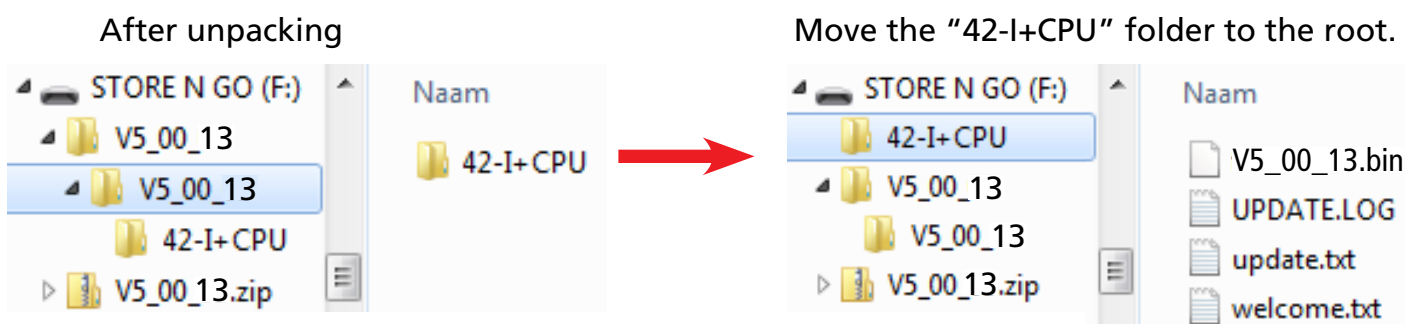 After unpacking
STORE N GO (F:)
V5_00_13
V5_00_13
42-I+CPU
V5_00_13.zip
Naam
42-I+CPU
Move the “42-I+CPU” folder to the root.
STORE N GO (F:)
42-I+CPU
V5_00_13
V5_00_13
V5_00_13.zip
Naam
V5_00_13.bin
UPDATE.LOG
update.txt
welcome.txt